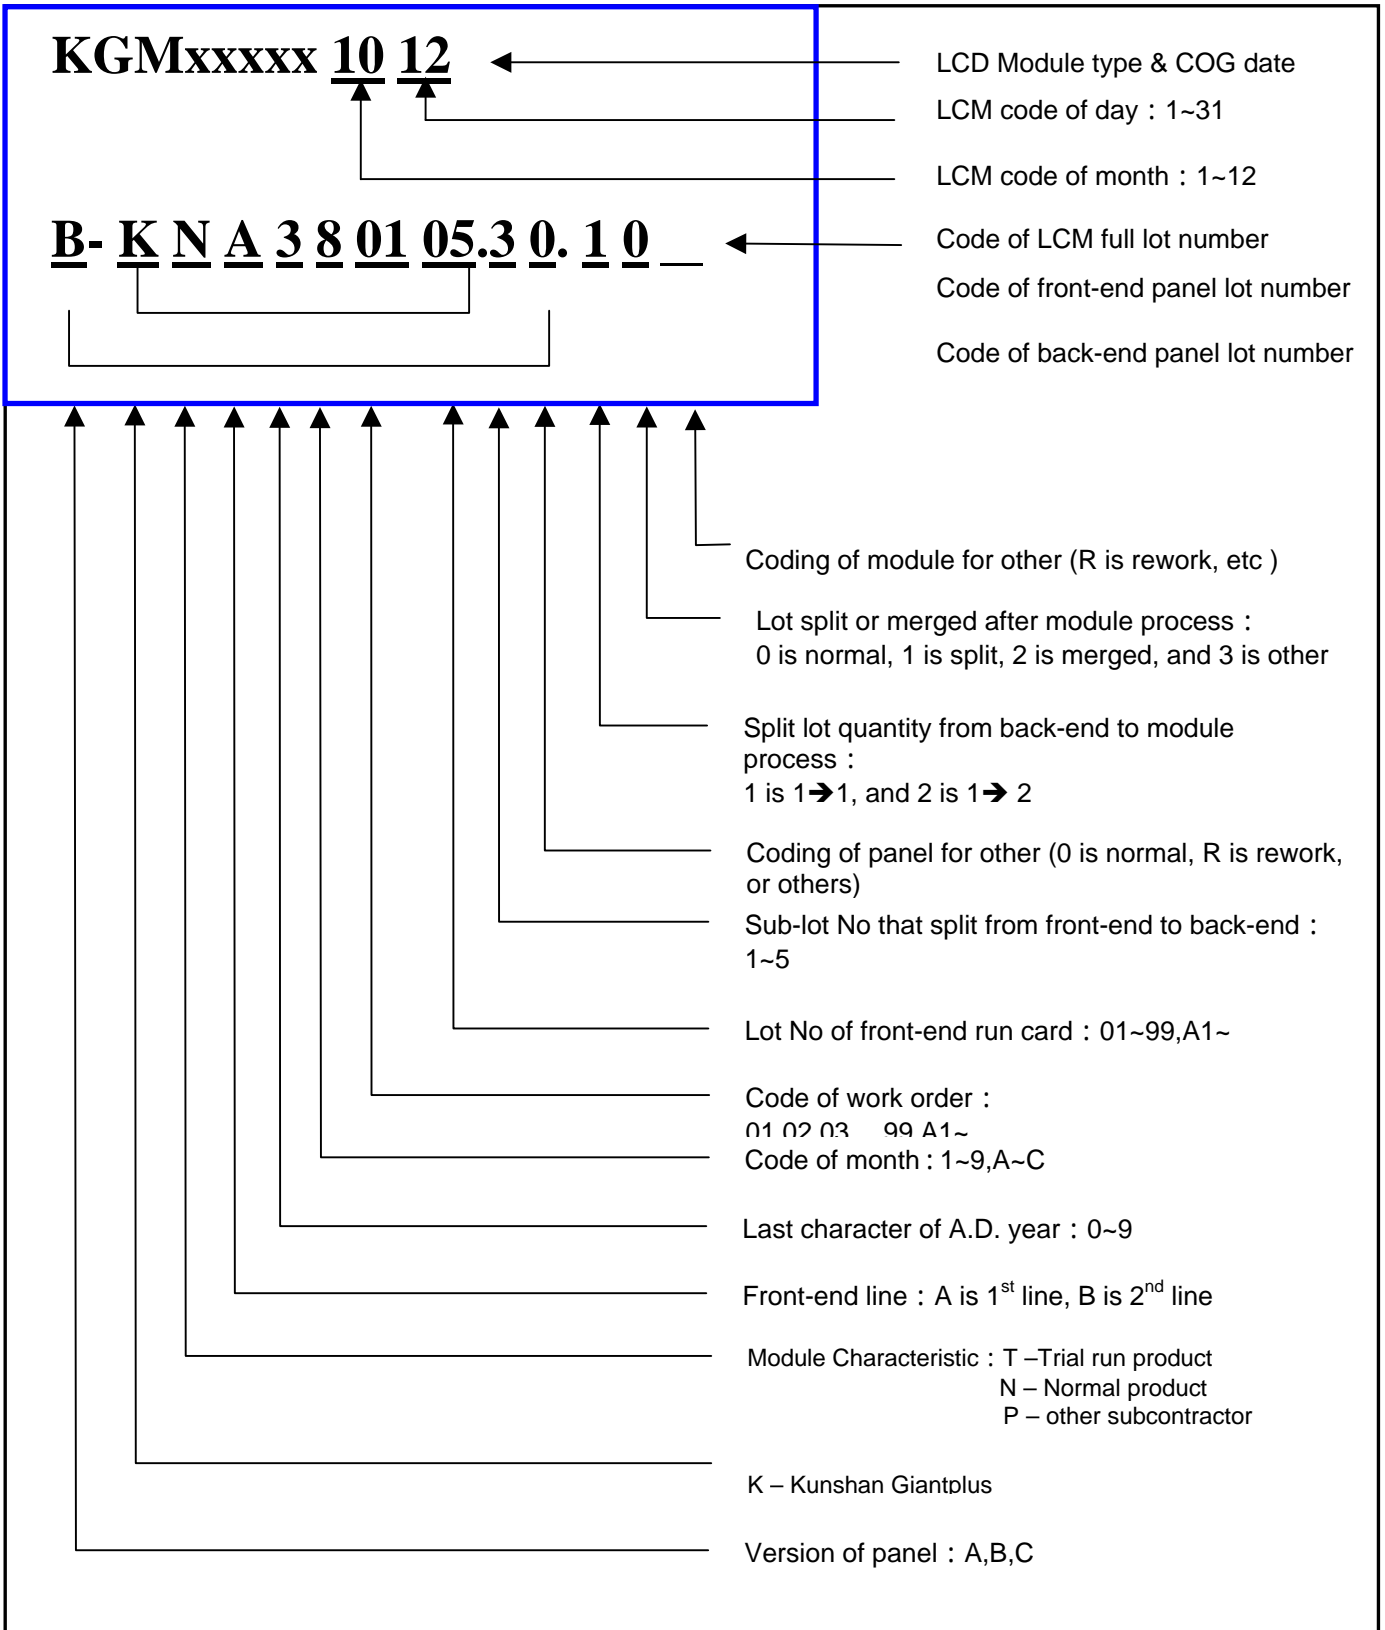 KGMxxxxx 10 12
LCD Module type & COG date
LCM code of day：1~31
LCM code of month：1~12
B- K N A 3 8 01 05.3 0. 1 0 __
Code of LCM full lot number
Code of front-end panel lot number
Code of back-end panel lot number
Coding of module for other (R is rework, etc )
Lot split or merged after module process：
0 is normal, 1 is split, 2 is merged, and 3 is other
Split lot quantity from back-end to module
process：
1 is 1➔1, and 2 is 1➔ 2
Coding of panel for other (0 is normal, R is rework,
or others)
Sub-lot No that split from front-end to back-end：
1~5
Lot No of front-end run card：01~99,A1~
Code of work order：
01,02,03 99,A1~
Code of month：1~9,A~C
Last character of A.D. year：0~9
Front-end line：A is 1st line, B is 2nd line
Module Characteristic：T –Trial run product
N – Normal product
P – other subcontractor
K – Kunshan Giantplus
Version of panel：A,B,C